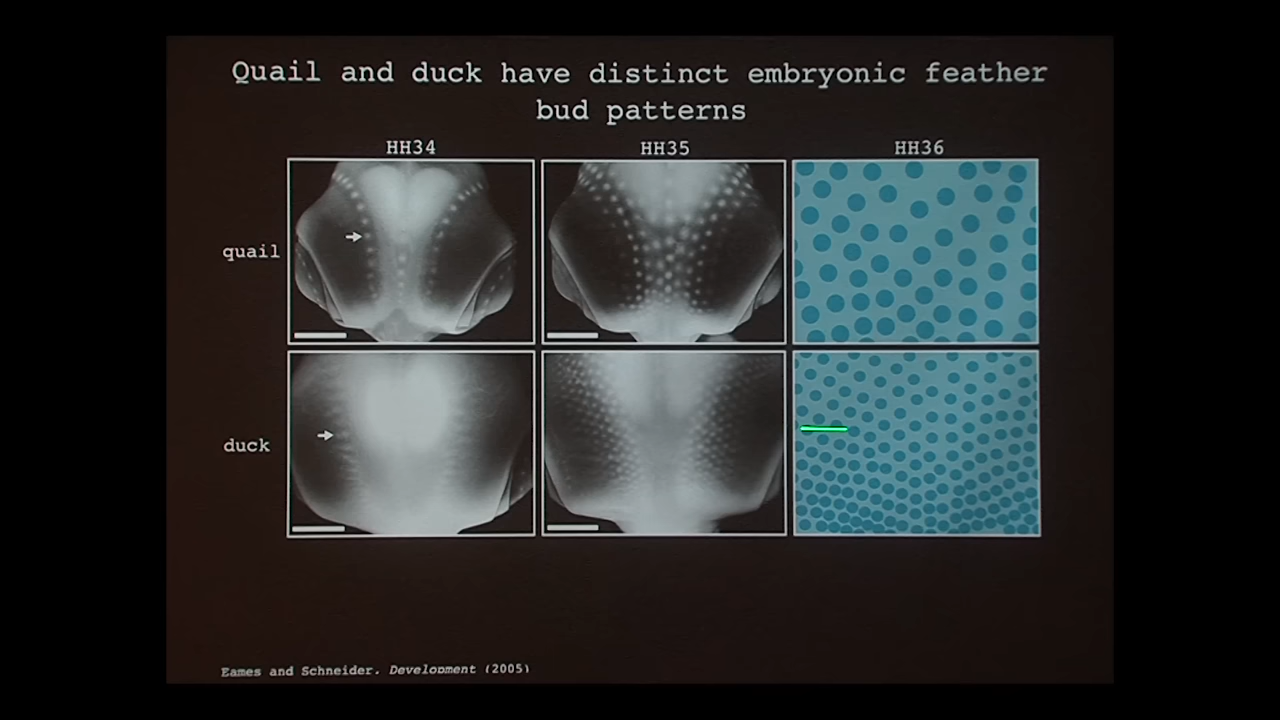 Quail and duck have distinct embryonic feather
bud patterns
HH34
HH35
HH36
quail
duck
Eames and Schneider. Development (2005)